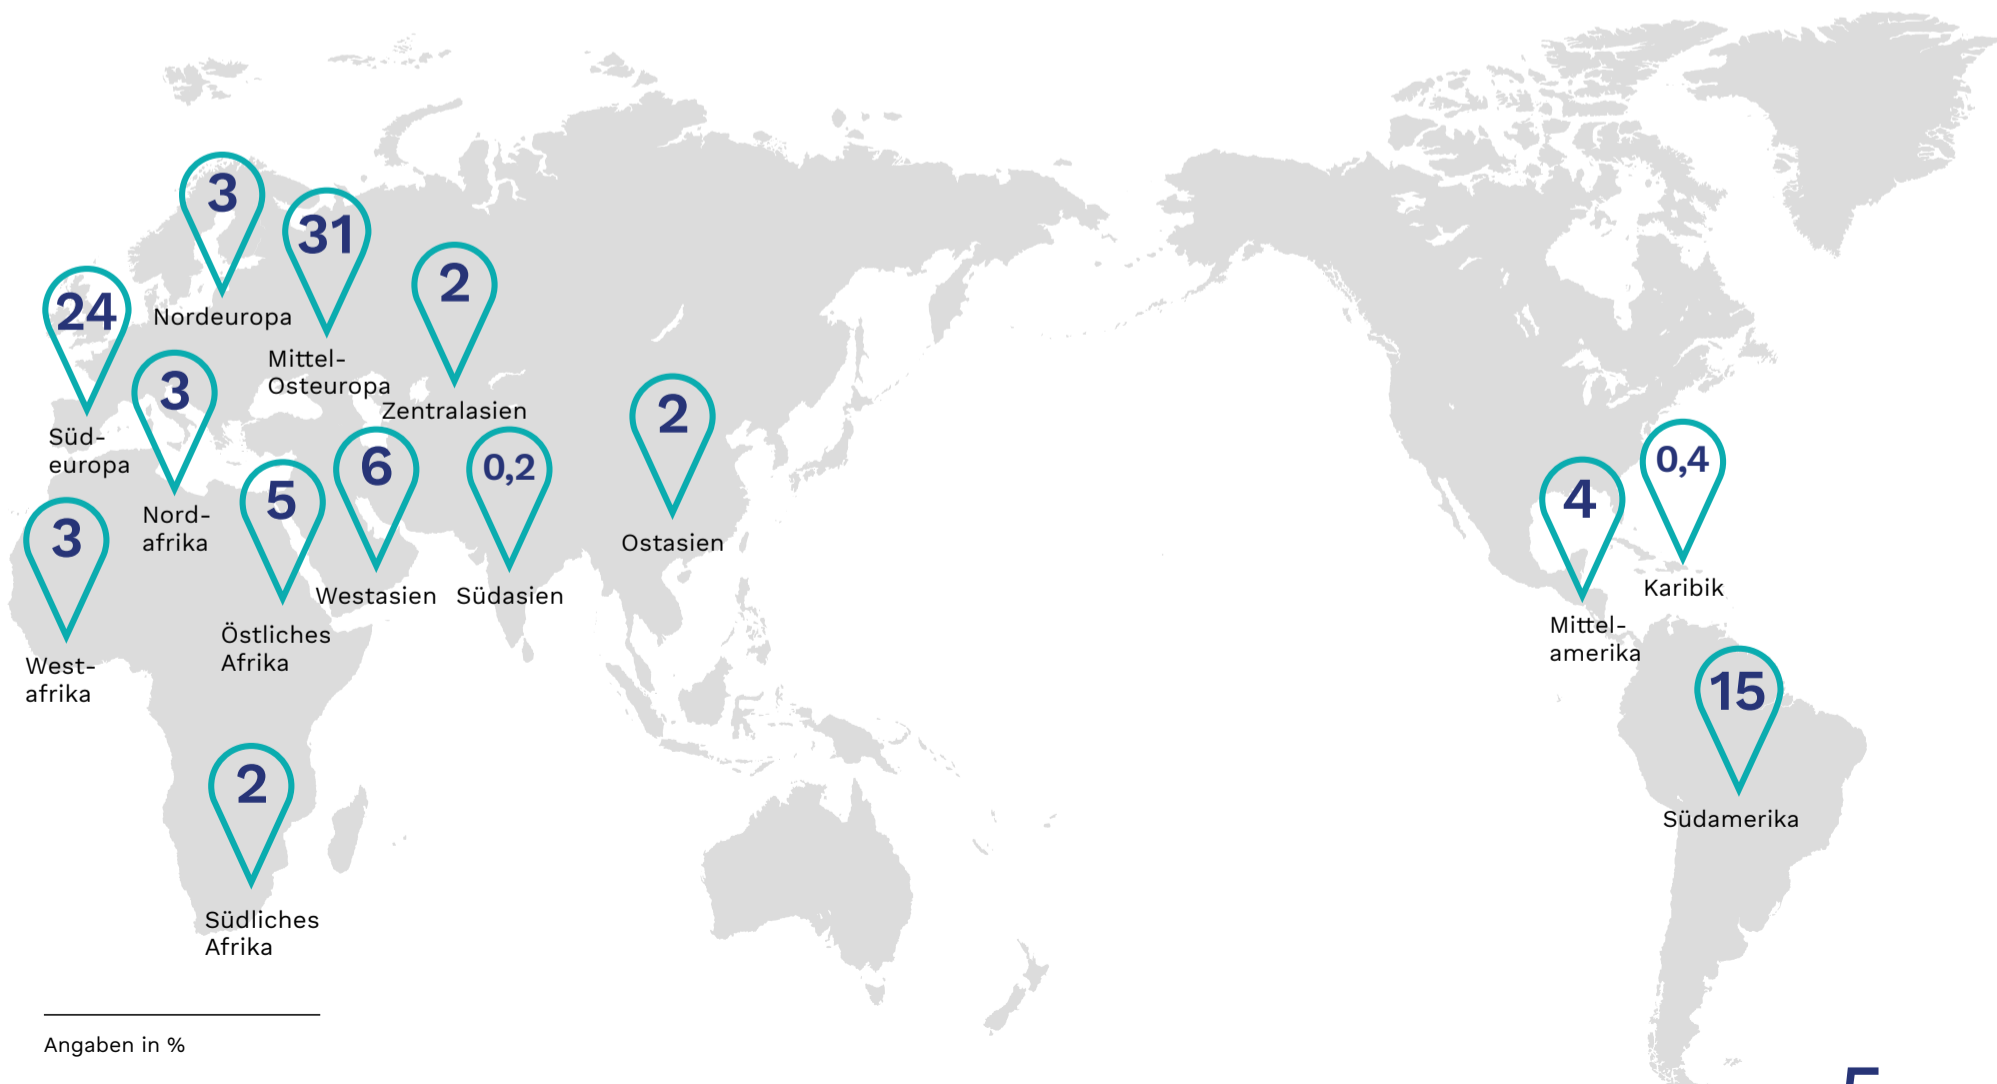 3
Nordeuropa
31
Mittel-
Osteuropa
2
Zentralasien
24
Süd-
europa
3
Nord-
afrika
2
Ostasien
6
Westasien
0,2
Südasien
5
Östliches
Afrika
3
West-
afrika
2
Südliches
Afrika
0,4
Karibik
4
Mittel-
amerika
15
Südamerika
Angaben in %